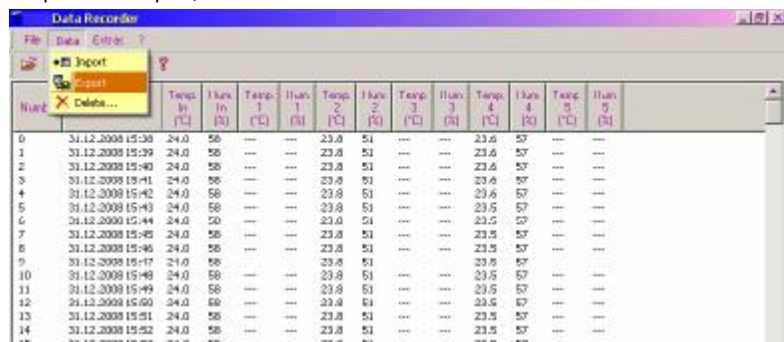 Data Recorder
File Data Extras ?
Import
Export
Delete...
Numb Temp. In (°C) Hum. In (%) Temp. 1 (°C) Hum. 1 (%) Temp. 2 (°C) Hum. 2 (%) Temp. 3 (°C) Hum. 3 (%) Temp. 4 (°C) Hum. 4 (%) Temp. 5 (°C) Hum. 5 (%)
0 31.12.2008 15:38 24.0 58 --- --- 23.8 51 --- --- 23.6 57 --- ---
1 31.12.2008 15:39 24.0 58 --- --- 23.8 51 --- --- 23.6 57 --- ---
2 31.12.2008 15:40 24.0 58 --- --- 23.8 51 --- --- 23.6 57 --- ---
3 31.12.2008 15:41 24.0 58 --- --- 23.8 51 --- --- 23.6 57 --- ---
4 31.12.2008 15:42 24.0 58 --- --- 23.8 51 --- --- 23.6 57 --- ---
5 31.12.2008 15:43 24.0 58 --- --- 23.8 51 --- --- 23.5 57 --- ---
6 31.12.2008 15:44 24.0 58 --- --- 23.8 51 --- --- 23.5 57 --- ---
7 31.12.2008 15:45 24.0 58 --- --- 23.8 51 --- --- 23.5 57 --- ---
8 31.12.2008 15:46 24.0 58 --- --- 23.8 51 --- --- 23.5 57 --- ---
9 31.12.2008 15:47 24.0 58 --- --- 23.8 51 --- --- 23.5 57 --- ---
10 31.12.2008 15:48 24.0 58 --- --- 23.8 51 --- --- 23.5 57 --- ---
11 31.12.2008 15:49 24.0 58 --- --- 23.8 51 --- --- 23.5 57 --- ---
12 31.12.2008 15:50 24.0 58 --- --- 23.8 51 --- --- 23.5 57 --- ---
13 31.12.2008 15:51 24.0 58 --- --- 23.8 51 --- --- 23.5 57 --- ---
14 31.12.2008 15:52 24.0 58 --- --- 23.8 51 --- --- 23.5 57 --- ---